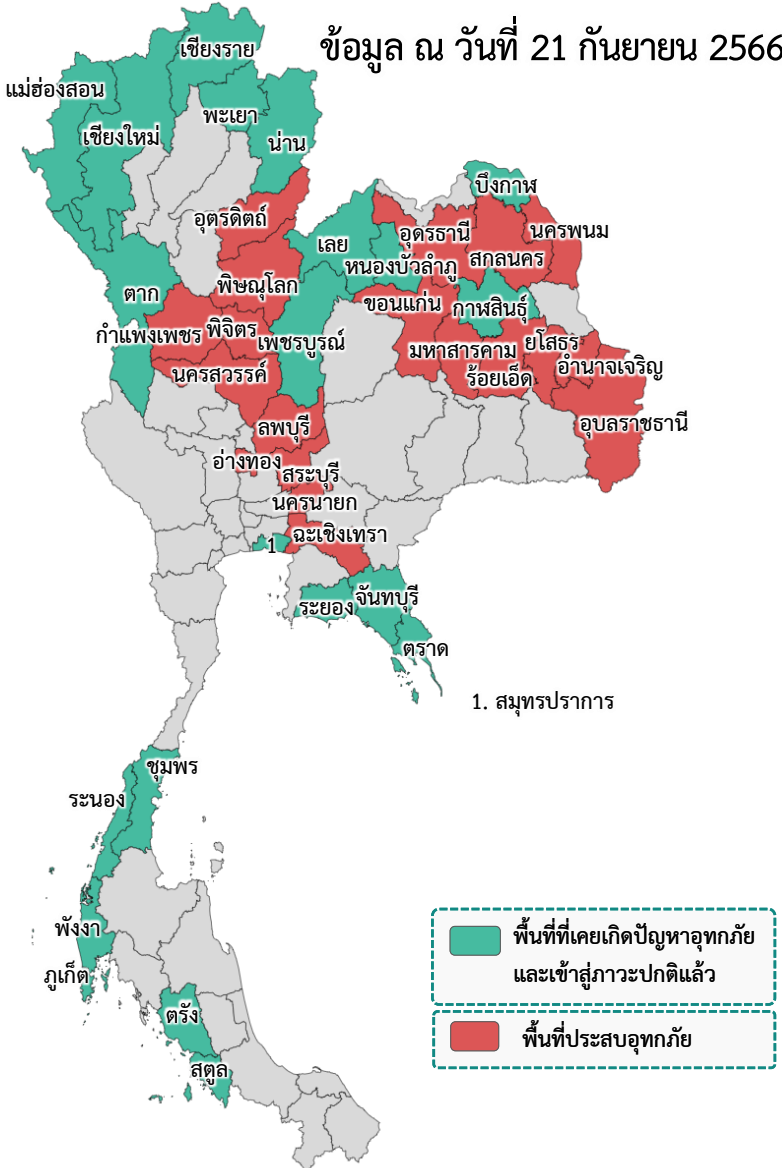 ข้อมูล ณ วันที่ 21 กันยายน 2566
เชียงราย
แม่ฮ่องสอน
พะเยา
เชียงใหม่
น่าน
บึงกาฬ
อุตรดิตถ์
อุดรธานี
นครพนม
เลย
สกลนคร
หนองบัวลำภู
พิษณุโลก
ตาก
ขอนแก่น
กาฬสินธุ์
กำแพงเพชร
พิจิตร
เพชรบูรณ์
มหาสารคาม
ยโสธร
อำนาจเจริญ
นครสวรรค์
ร้อยเอ็ด
อุบลราชธานี
ลพบุรี
อ่างทอง
สระบุรี
นครนายก
ฉะเชิงเทรา
1
ระยอง
จันทบุรี
ตราด
1. สมุทรปราการ
ชุมพร
ระนอง
พังงา
ภูเก็ต
ตรัง
สตูล
พื้นที่ที่เคยเกิดปัญหาอุทกภัย
และเข้าสู่ภาวะปกติแล้ว
พื้นที่ประสบอุทกภัย